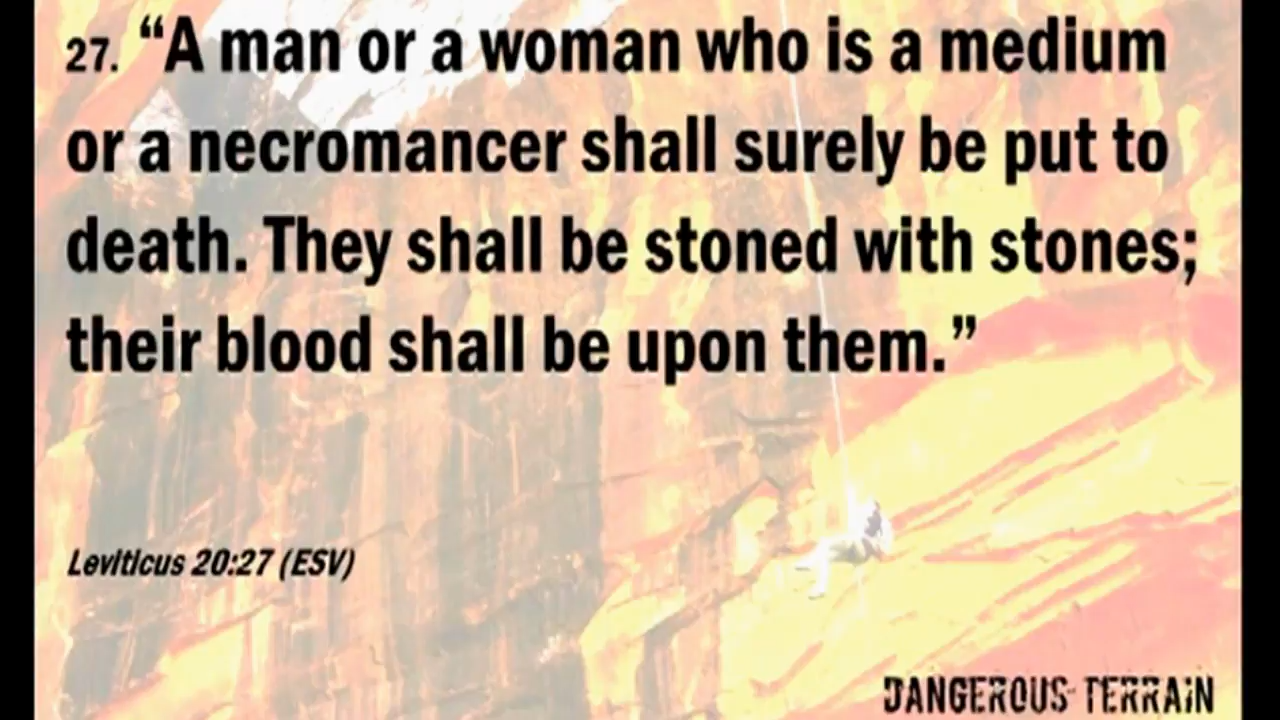 27. “A man or a woman who is a medium
or a necromancer shall surely be put to
death. They shall be stoned with stones;
their blood shall be upon them.”
Leviticus 20:27 (ESV)
DANGEROUS TERRAIN